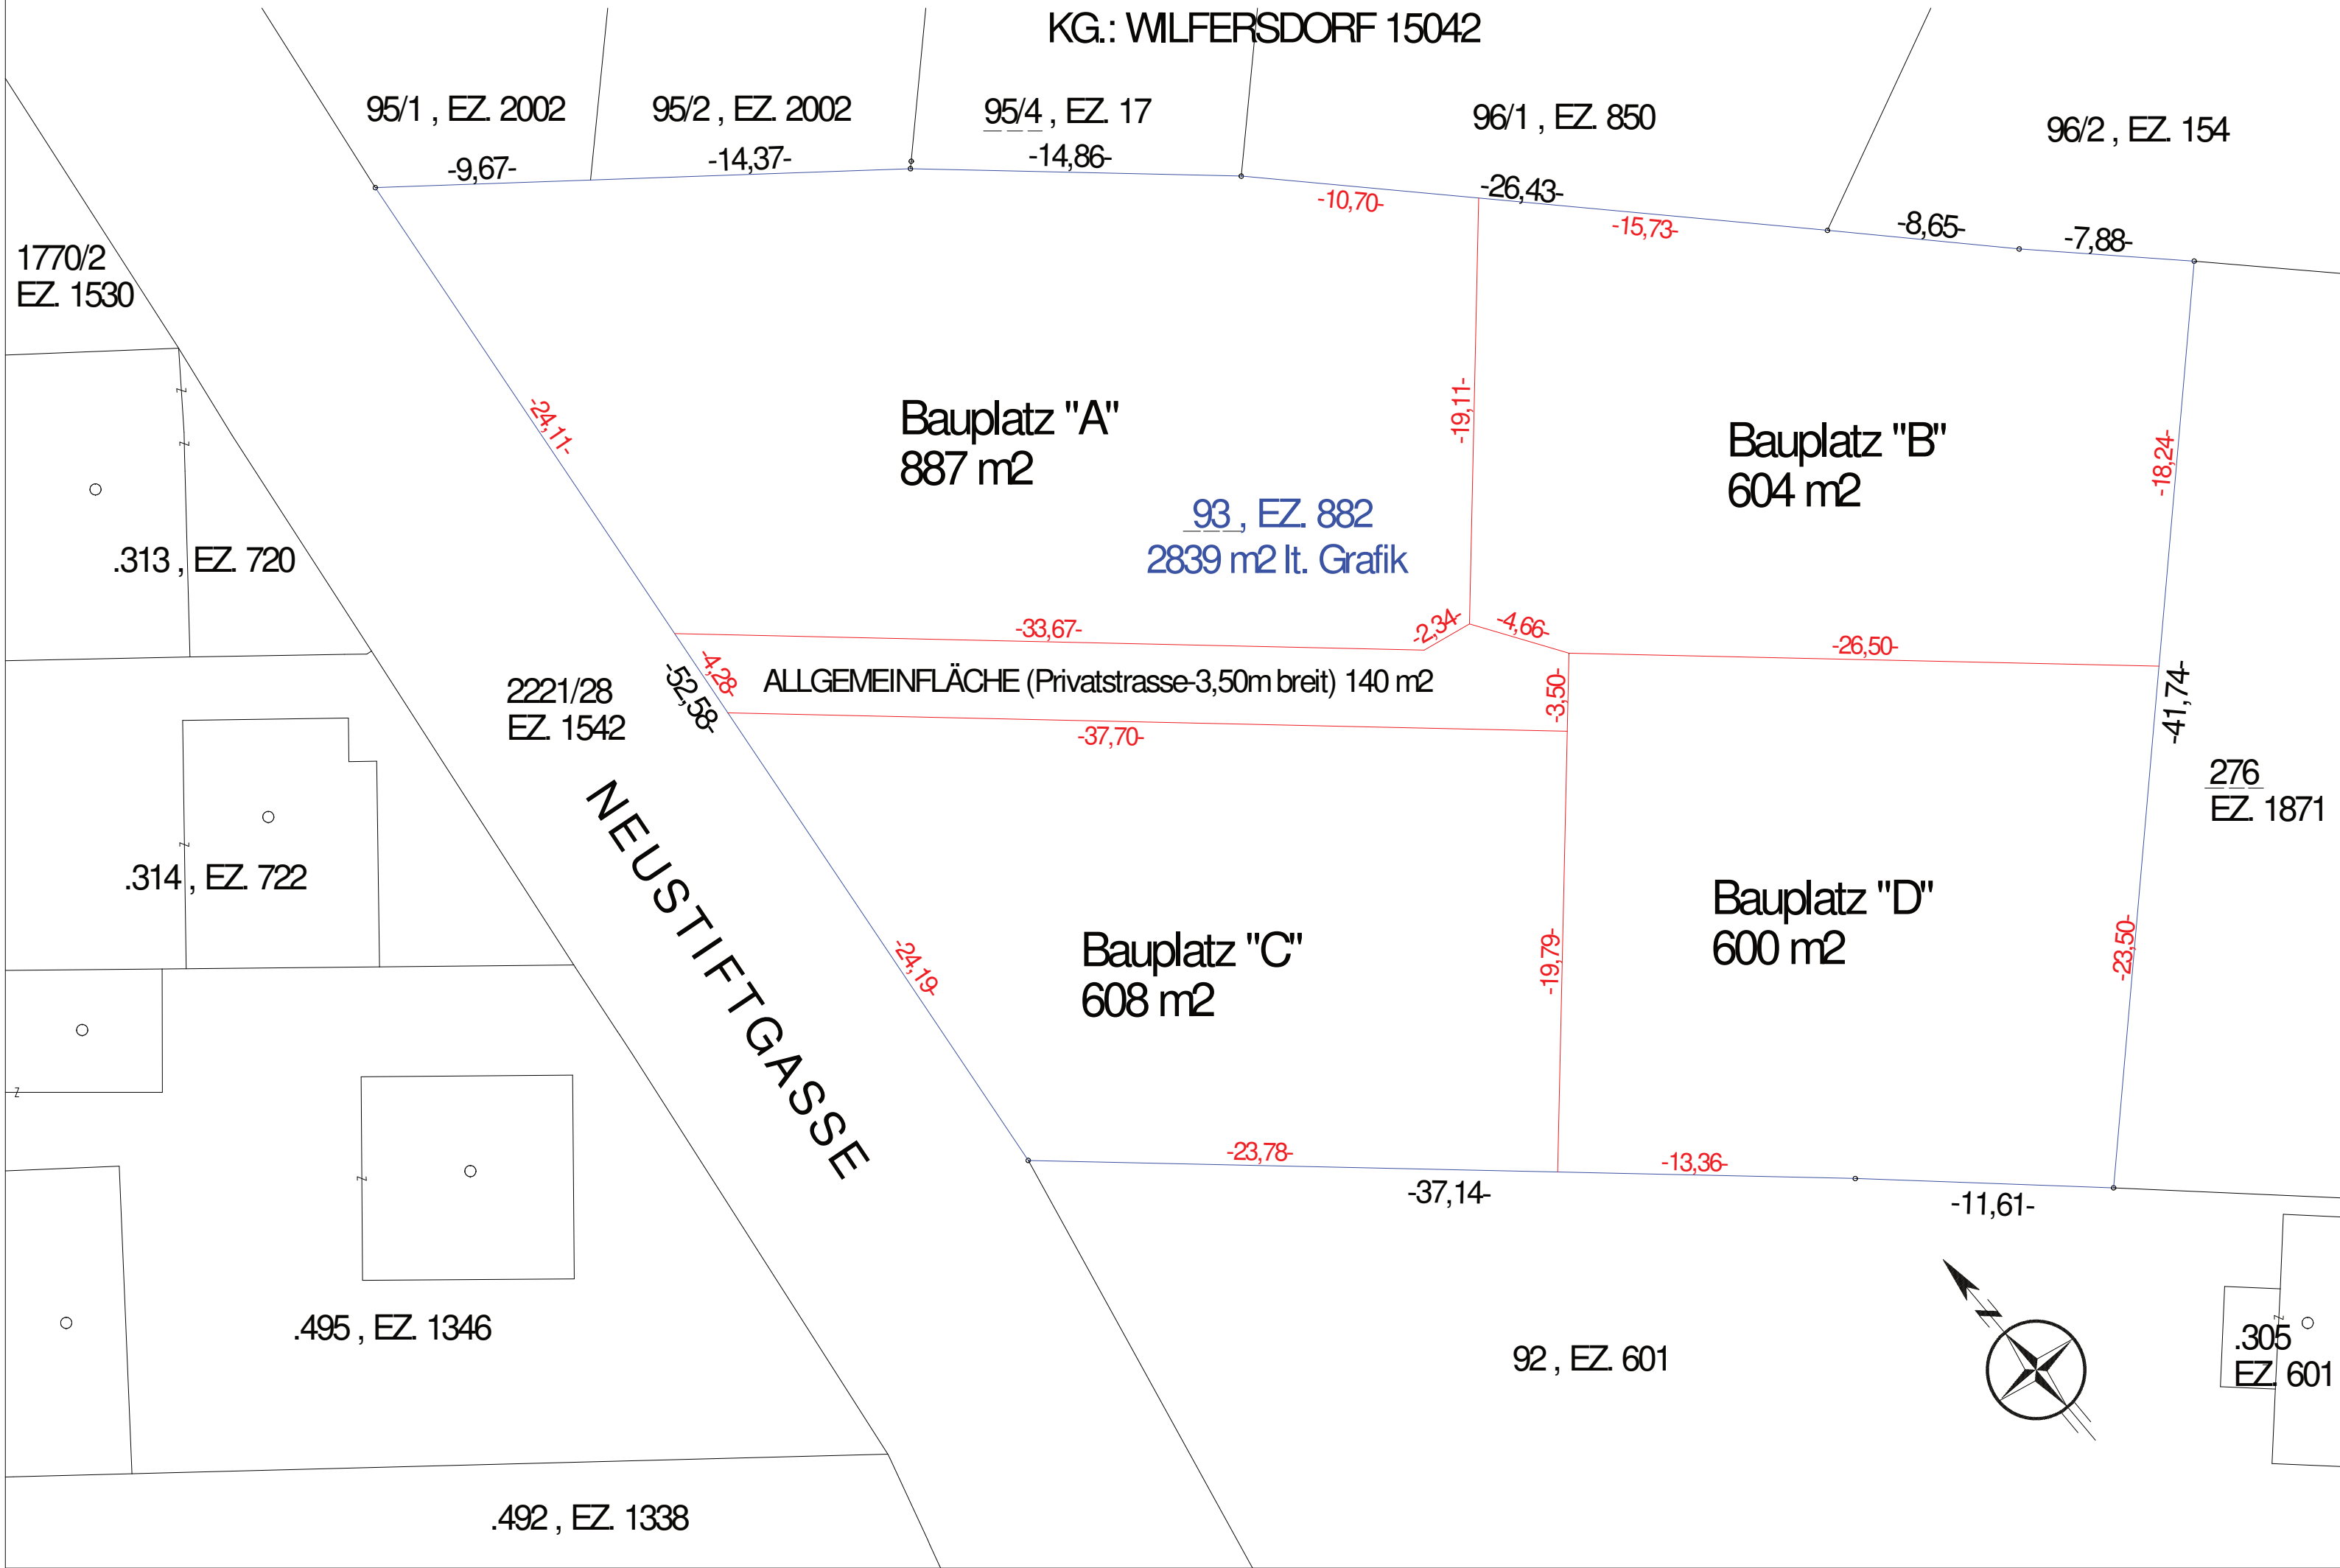 KG.: WILFERSDORF 15042
95/1 , EZ. 2002
95/2 , EZ. 2002
95/4 , EZ. 17
96/1 , EZ. 850
96/2 , EZ. 154
-9,67-
-14,37-
-14,86-
-10,70-
-26,43-
-15,73-
-8,65-
-7,88-
1770/2
EZ. 1530
-24,11-
Bauplatz "A"
887 m2
-19,11-
Bauplatz "B"
604 m2
-18,24-
93 , EZ. 882
2839 m2 lt. Grafik
.313 , EZ. 720
-33,67-
-2,34-
-4,66-
-26,50-
-4,28-
-52,58-
ALLGEMEINFLÄCHE (Privatstrasse-3,50m breit) 140 m2
-3,50-
-41,74-
2221/28
EZ. 1542
-37,70-
276
EZ. 1871
NEUSTIFTGASSE
.314 , EZ. 722
-24,19-
Bauplatz "C"
608 m2
-19,79-
Bauplatz "D"
600 m2
-23,50-
-23,78-
-13,36-
-37,14-
-11,61-
.495 , EZ. 1346
92 , EZ. 601
N
.305
EZ. 601
.492 , EZ. 1338